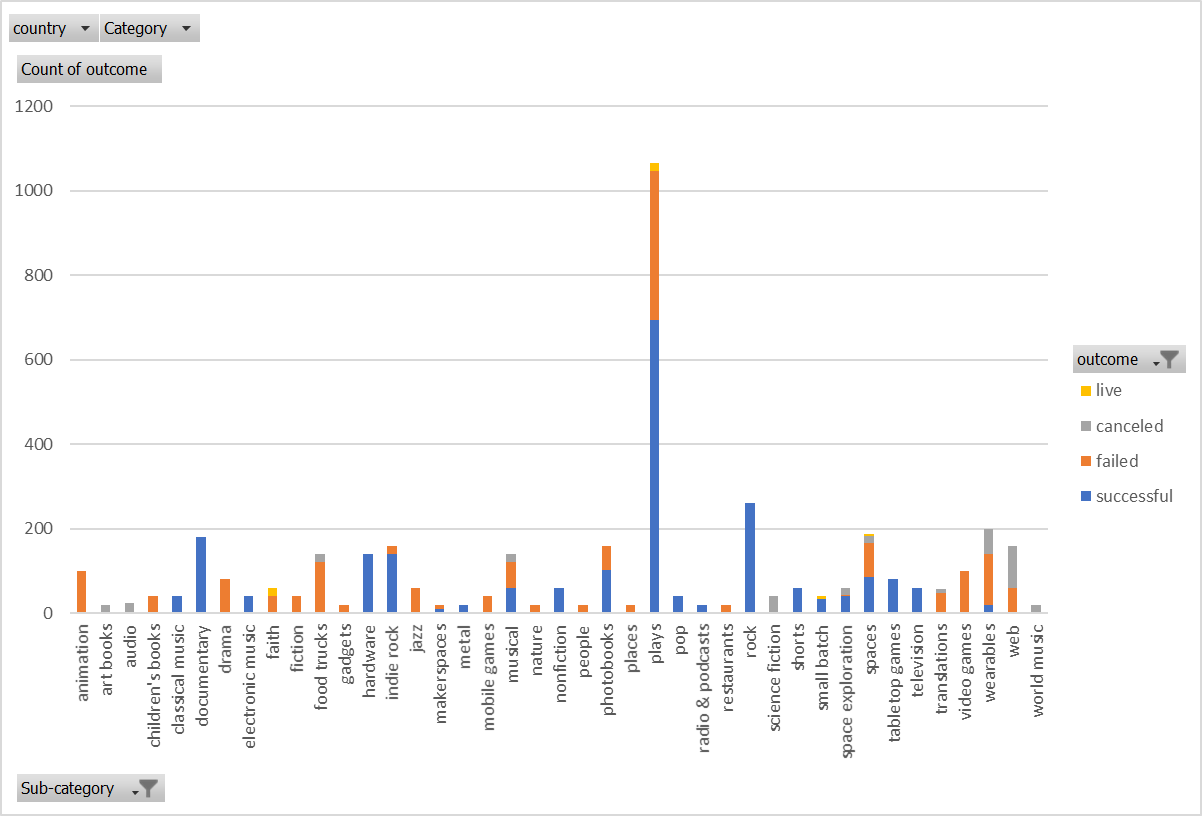 country
Category
Count of outcome
1200
1000
800
600
400
200
0
animation
art books
audio
children's books
classical music
documentary
drama
electronic music
faith
fiction
food trucks
gadgets
hardware
indie rock
jazz
makerspaces
metal
mobile games
musical
nature
nonfiction
people
photobooks
places
plays
pop
radio & podcasts
restaurants
rock
science fiction
shorts
small batch
space exploration
spaces
tabletop games
television
translations
video games
wearables
web
world music
outcome
live
canceled
failed
successful
Sub-category